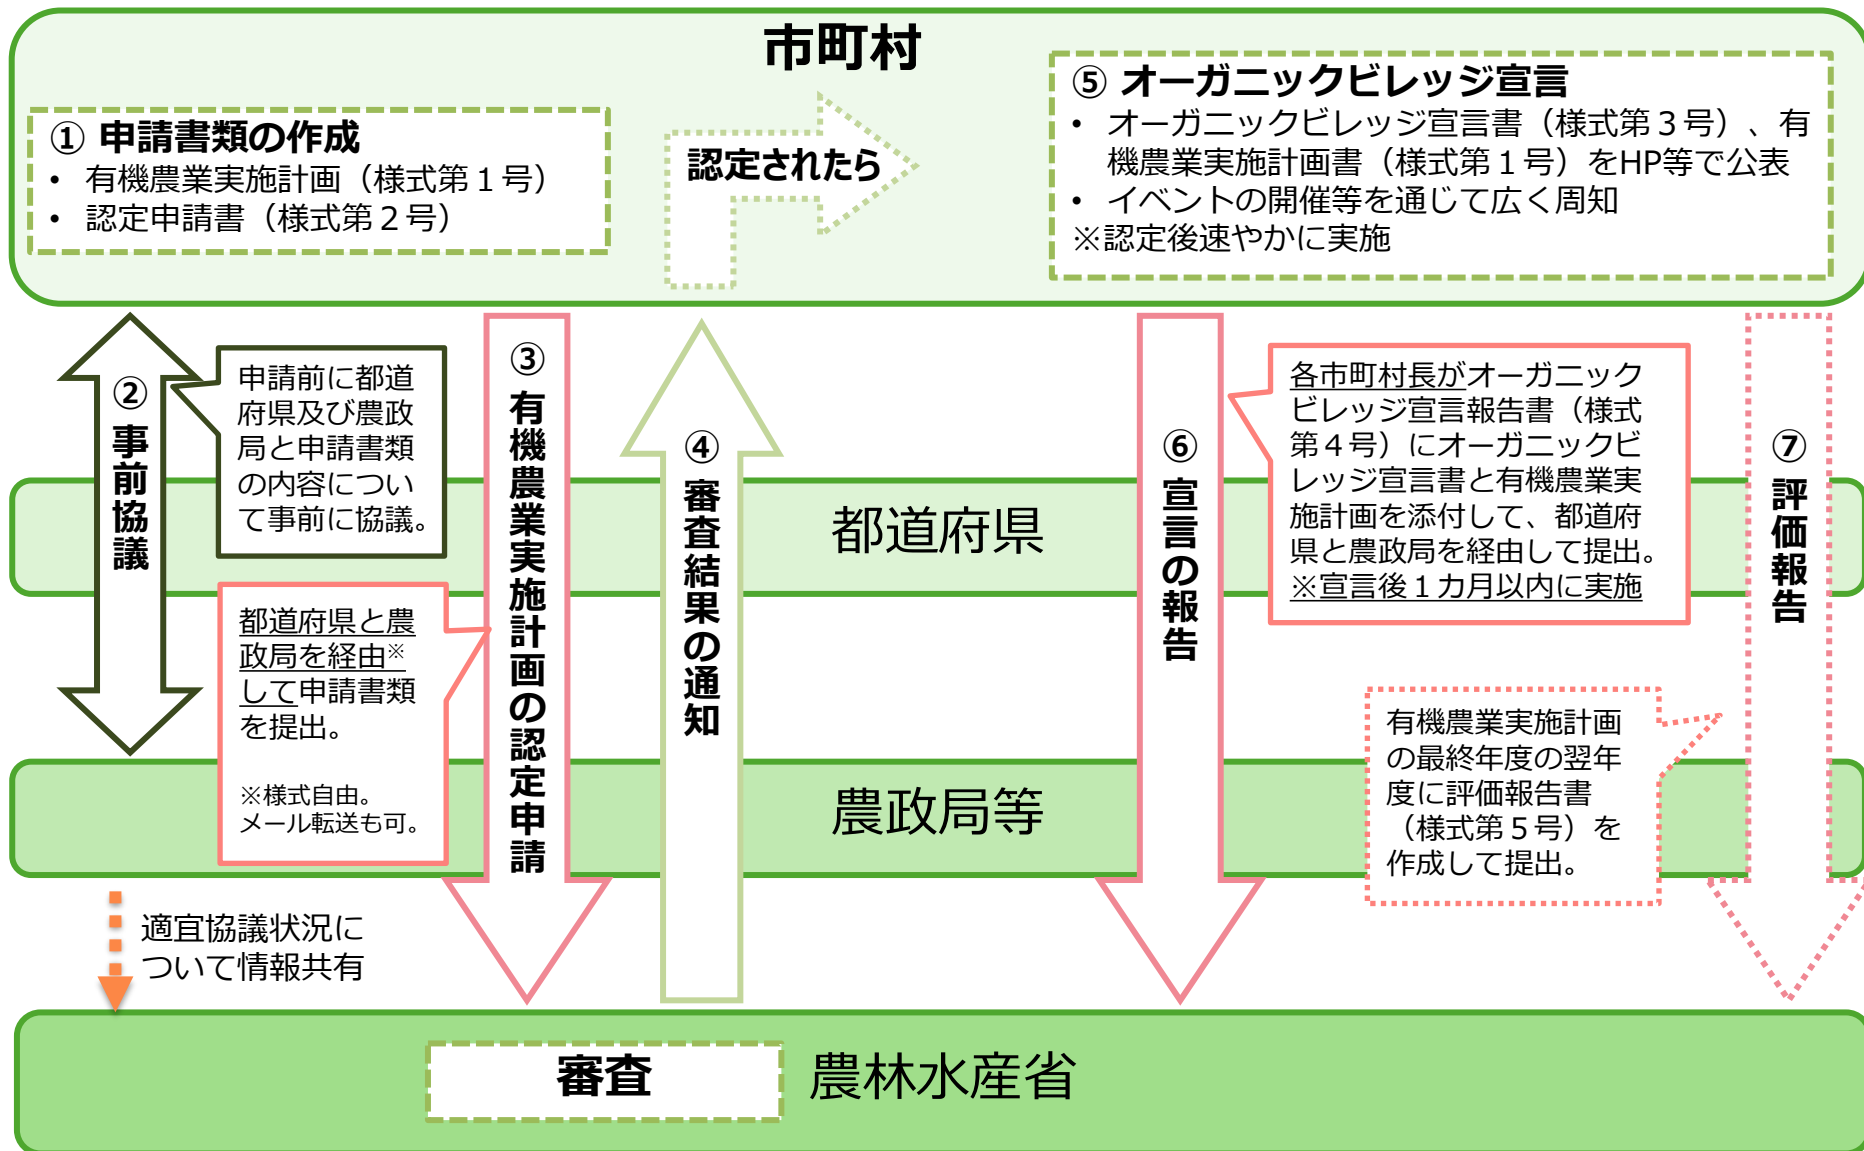 市町村
① 申請書類の作成
• 有機農業実施計画（様式第１号）
• 認定申請書（様式第２号）
認定されたら
⑤ オーガニックビレッジ宣言
• オーガニックビレッジ宣言書（様式第３号）、有
機農業実施計画書（様式第１号）をHP等で公表
• イベントの開催等を通じて広く周知
※認定後速やかに実施
②事前協議
申請前に都道
府県及び農政
局と申請書類
の内容につい
て事前に協議。
③有機農業実施計画の認定申請
都道府県と農
政局を経由※
して申請書類
を提出。
※様式自由。
メール転送も可。
④審査結果の通知
⑥宣言の報告
各市町村長がオーガニック
ビレッジ宣言報告書（様式
第４号）にオーガニックビ
レッジ宣言書と有機農業実
施計画を添付して、都道府
県と農政局を経由して提出。
※宣言後１カ月以内に実施
⑦評価報告
有機農業実施計画
の最終年度の翌年
度に評価報告書
（様式第５号）を
作成して提出。
都道府県
農政局等
適宜協議状況に
ついて情報共有
審査
農林水産省